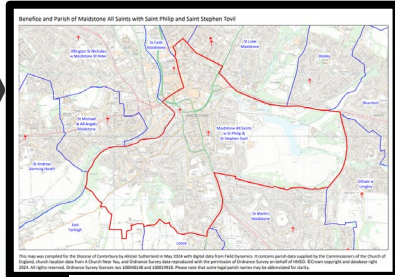 Benefice and Parish of Maidstone All Saints with Saint Philip and Saint Stephen Tovil
St Faith
Maidstone
St Luke
Maidstone
Allington St Nicholas
w Maidstone St Peter
Boxley
Bearsted
St Michael
& All Angels
Maidstone
Maidstone All Saints
w St Philip &
St Stephen Tovil
St Andrew
Barming Heath
Otham w
Langley
East
Farleigh
St Martin
Maidstone
Loose
This map was compiled for the Diocese of Canterbury by Alistair Sutherland in May 2024 with digital data from Field Dynamics. It contains parish data supplied by the Commissioners of the Church of
England, church location data from A Church Near You, and Ordnance Survey data reproduced with the permission of Ordnance Survey on behalf of HMSO. ©Crown copyright and database right
2024. All rights reserved. Ordnance Survey licences nos 100040148 and 100019918. Please note that some legal parish names may be abbreviated for clarity.